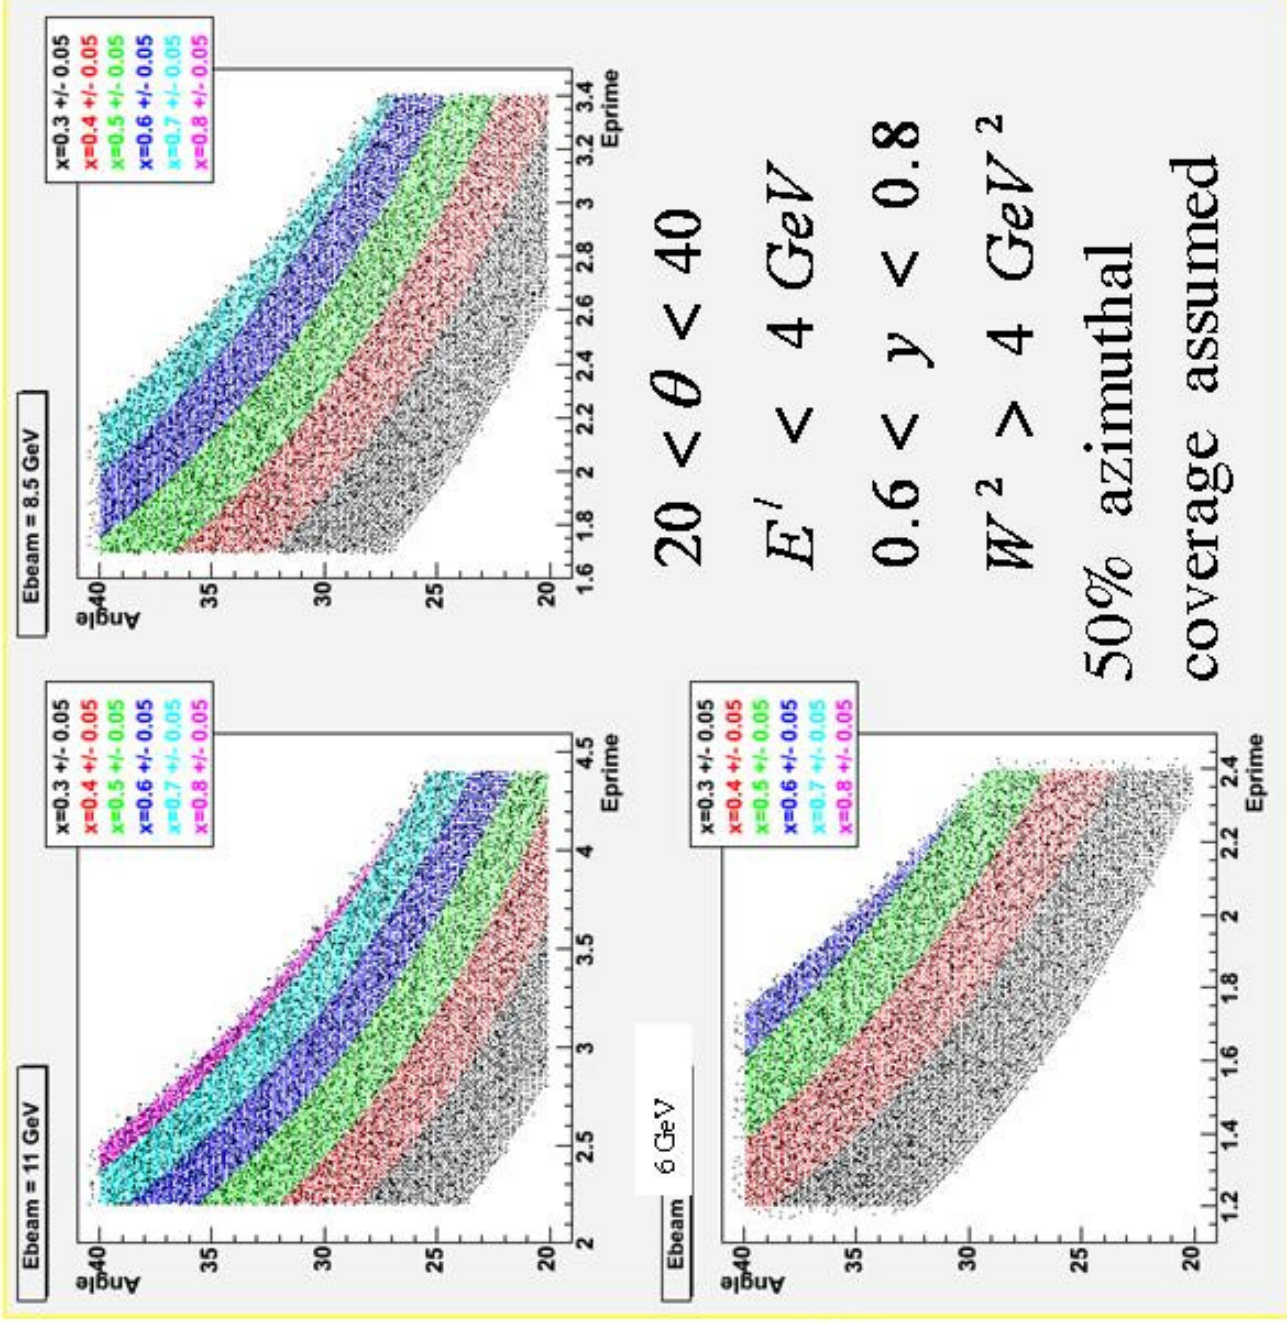 Ebeam = 11 GeV
x=0.3 +/- 0.05
x=0.4 +/- 0.05
x=0.5 +/- 0.05
x=0.6 +/- 0.05
x=0.7 +/- 0.05
x=0.8 +/- 0.05
Angle
40
35
30
25
20
2 2.5 3 3.5 4 4.5
Eprime
Ebeam = 8.5 GeV
x=0.3 +/- 0.05
x=0.4 +/- 0.05
x=0.5 +/- 0.05
x=0.6 +/- 0.05
x=0.7 +/- 0.05
x=0.8 +/- 0.05
Angle
40
35
30
25
20
1.6 1.8 2 2.2 2.4 2.6 2.8 3 3.2 3.4
Eprime
Ebeam 6 GeV
x=0.3 +/- 0.05
x=0.4 +/- 0.05
x=0.5 +/- 0.05
x=0.6 +/- 0.05
x=0.7 +/- 0.05
x=0.8 +/- 0.05
Angle
40
35
30
25
20
1.2 1.4 1.6 1.8 2 2.2 2.4
Eprime
20 < θ < 40
E′ < 4 GeV
0.6 < y < 0.8
W² > 4 GeV²
50% azimuthal
coverage assumed